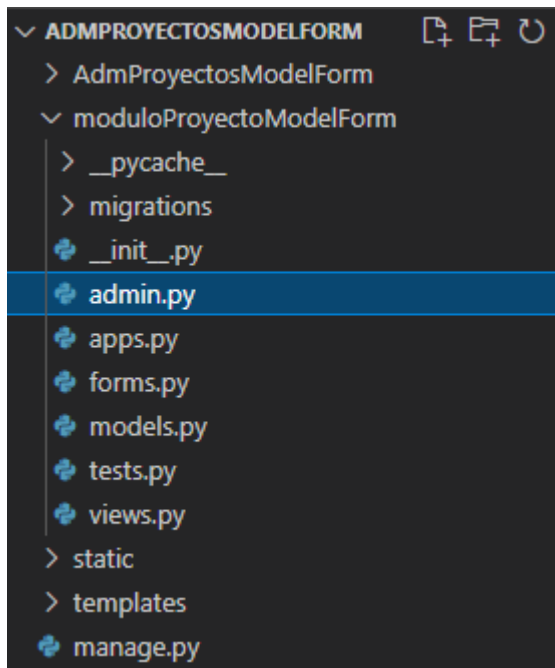 ADMPROYECTOSMODELFORM
AdmProyectosModelForm
moduloProyectoModelForm
__pycache__
migrations
__init__.py
admin.py
apps.py
forms.py
models.py
tests.py
views.py
static
templates
manage.py